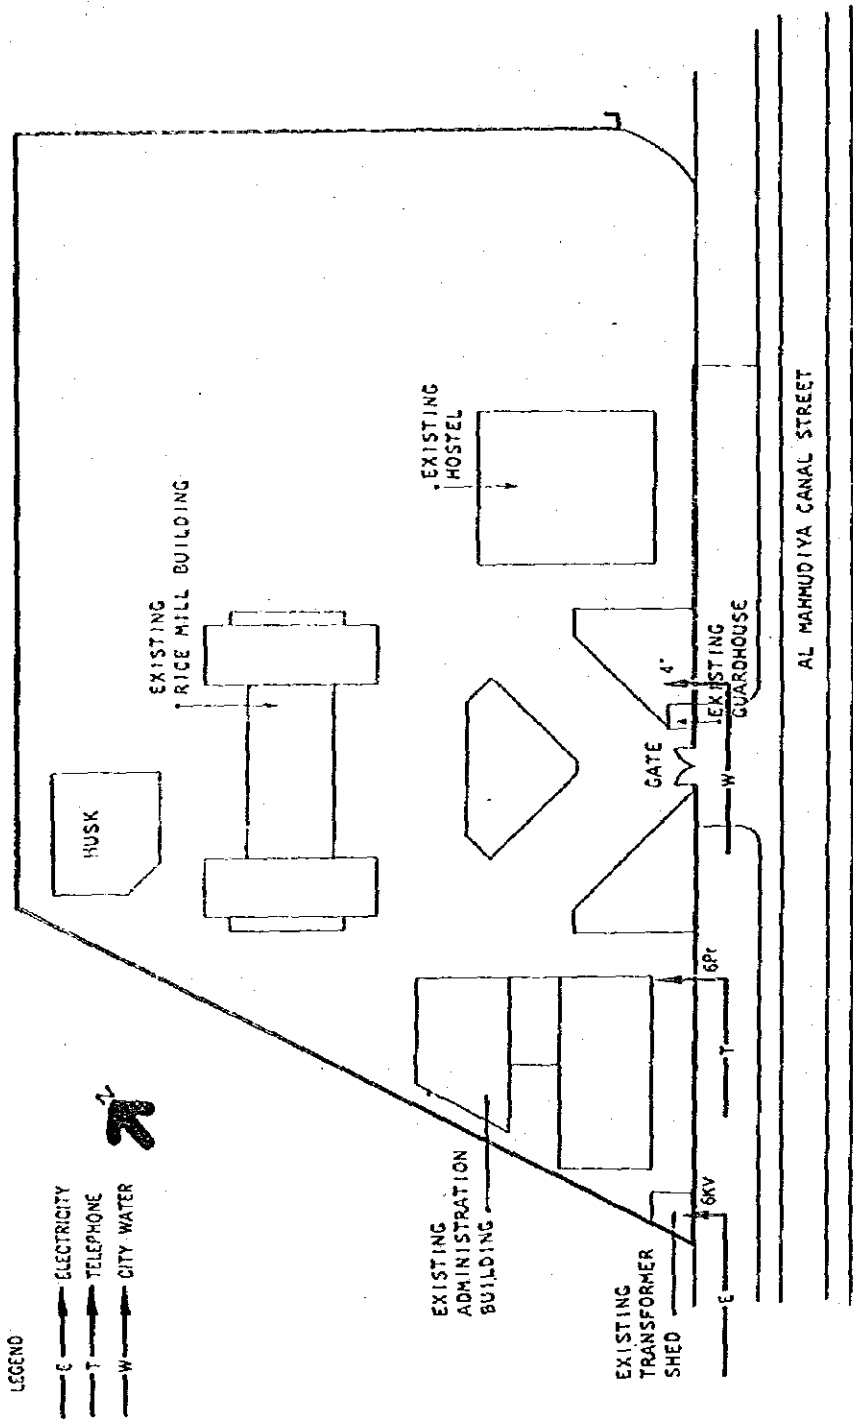 LEGEND
E ELECTRICITY
T TELEPHONE
W CITY WATER
N
HUSK
EXISTING
RICE MILL BUILDING
EXISTING
HOSTEL
EXISTING
ADMINISTRATION
BUILDING
EXISTING
TRANSFORMER
SHED
6KV
E
6Pr
T
GATE
W
4"
EXISTING
GUARDHOUSE
AL MAHMUDIYA CANAL STREET